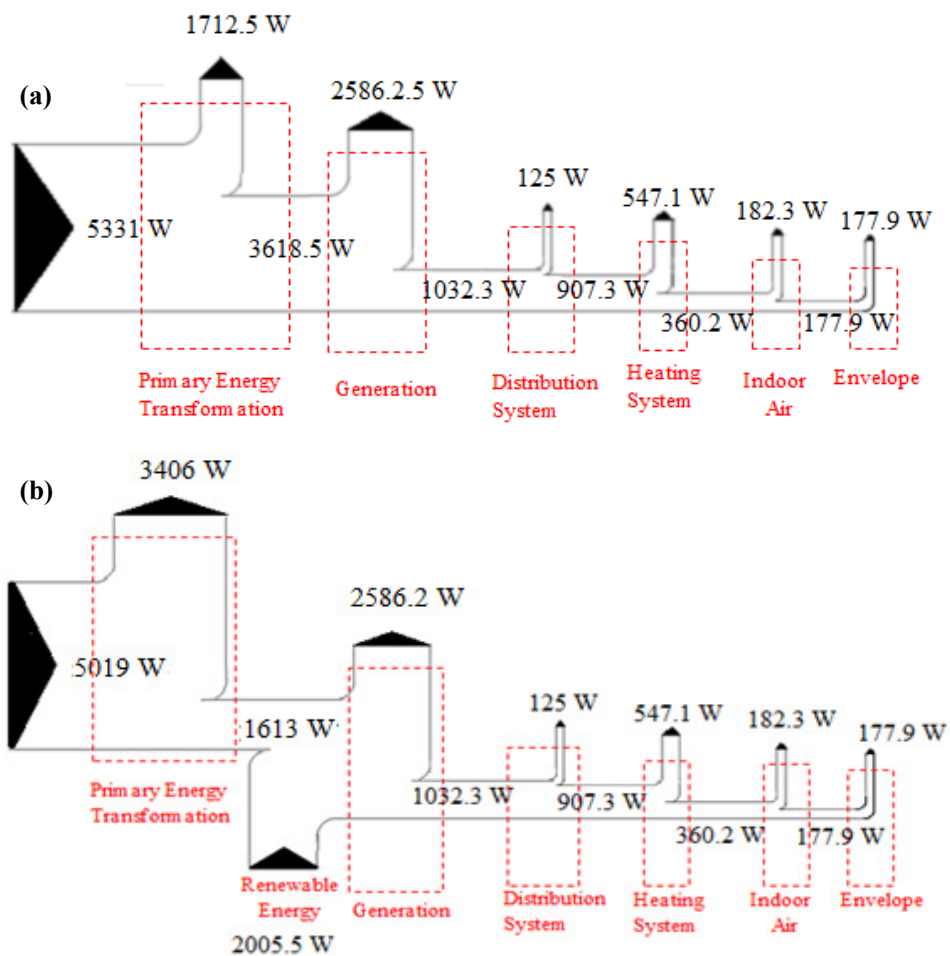 (a)
1712.5 W
2586.2.5 W
125 W
547.1 W
182.3 W
177.9 W
5331 W
3618.5 W
1032.3 W
907.3 W
360.2 W
177.9 W
Primary Energy
Transformation
Generation
Distribution
System
Heating
System
Indoor
Air
Envelope
(b)
3406 W
2586.2 W
125 W
547.1 W
182.3 W
177.9 W
5019 W
1613 W
1032.3 W
907.3 W
360.2 W
177.9 W
Primary Energy
Transformation
Renewable
Energy
2005.5 W
Generation
Distribution
System
Heating
System
Indoor
Air
Envelope